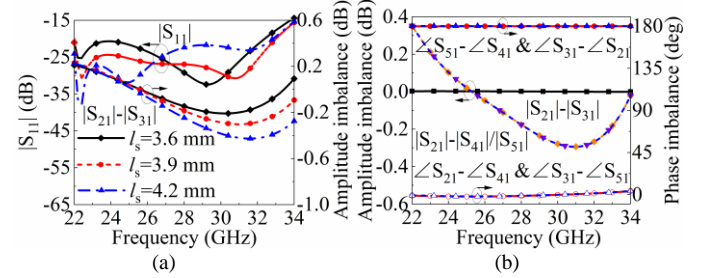 -15
-25
-35
-45
-55
-65
|S11| (dB)
22 24 26 28 30 32 34
Frequency (GHz)
0.6
0.2
-0.2
-0.6
-1.0
Amplitude imbalance (dB)
|S11|
|S21|-|S31|
ls=3.6 mm
ls=3.9 mm
ls=4.2 mm
(a)
0.4
0.2
0.0
-0.2
-0.4
-0.6
Amplitude imbalance (dB)
22 24 26 28 30 32 34
Frequency (GHz)
180
135
90
45
0
Phase imbalance (deg)
∠S51-∠S41 & ∠S31-∠S21
|S21|-|S31|
|S21|-|S41|/|S51|
∠S21-∠S41 & ∠S31-∠S51
(b)